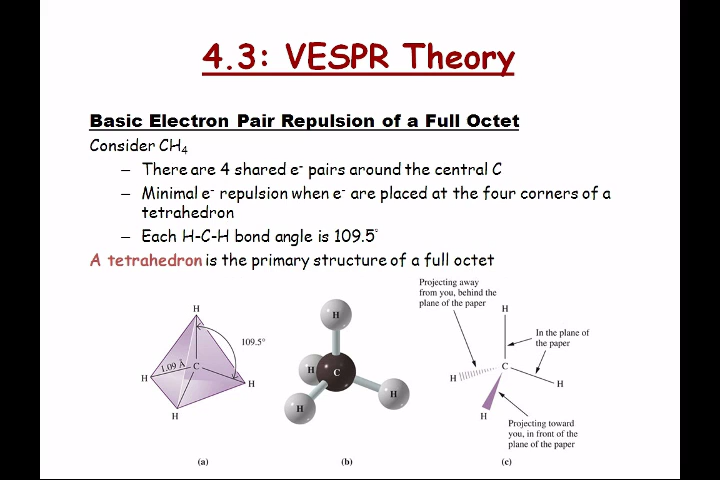 4.3: VESPR Theory
Basic Electron Pair Repulsion of a Full Octet
Consider CH₄
– There are 4 shared e⁻ pairs around the central C
– Minimal e⁻ repulsion when e⁻ are placed at the four corners of a
tetrahedron
– Each H-C-H bond angle is 109.5°
A tetrahedron is the primary structure of a full octet
H
109.5°
1.09 Å
C
H
H
H
(a)
H
H
C
H
H
(b)
Projecting away
from you, behind the
plane of the paper
H
In the plane of
the paper
C
H
H
H
Projecting toward
you, in front of the
plane of the paper
(c)